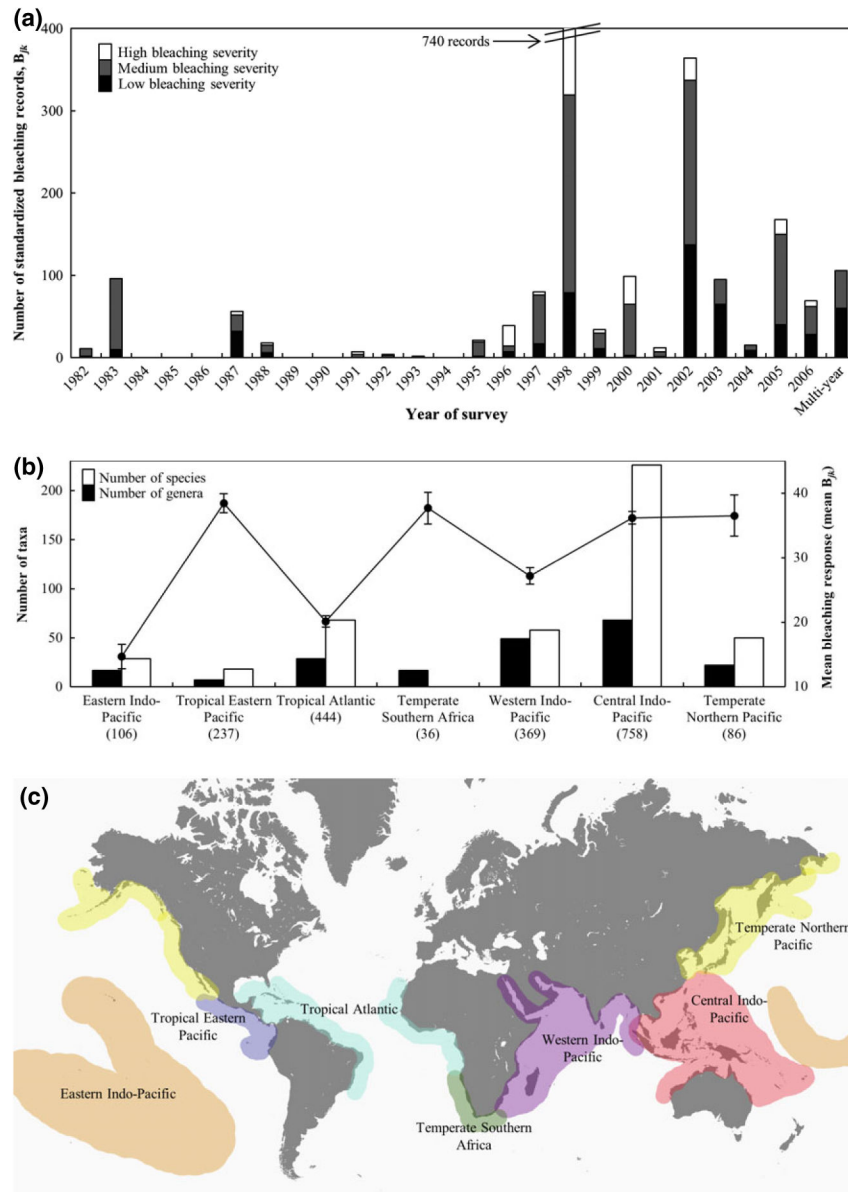 (a)
Number of standardized bleaching records, Bjk
400
300
200
100
0
High bleaching severity
Medium bleaching severity
Low bleaching severity
740 records
1982
1983
1984
1985
1986
1987
1988
1989
1990
1991
1992
1993
1994
1995
1996
1997
1998
1999
2000
2001
2002
2003
2004
2005
2006
Multi-year
Year of survey
(b)
Number of taxa
200
150
100
50
0
Number of species
Number of genera
40
30
20
10
Mean bleaching response (mean Bjk)
Eastern Indo-
Pacific
(106)
Tropical Eastern
Pacific
(237)
Tropical Atlantic
(444)
Temperate
Southern Africa
(36)
Western Indo-
Pacific
(369)
Central Indo-
Pacific
(758)
Temperate
Northern Pacific
(86)
(c)
Temperate Northern
Pacific
Central Indo-
Pacific
Tropical Atlantic
Tropical Eastern
Pacific
Western Indo-
Pacific
Eastern Indo-Pacific
Temperate Southern
Africa